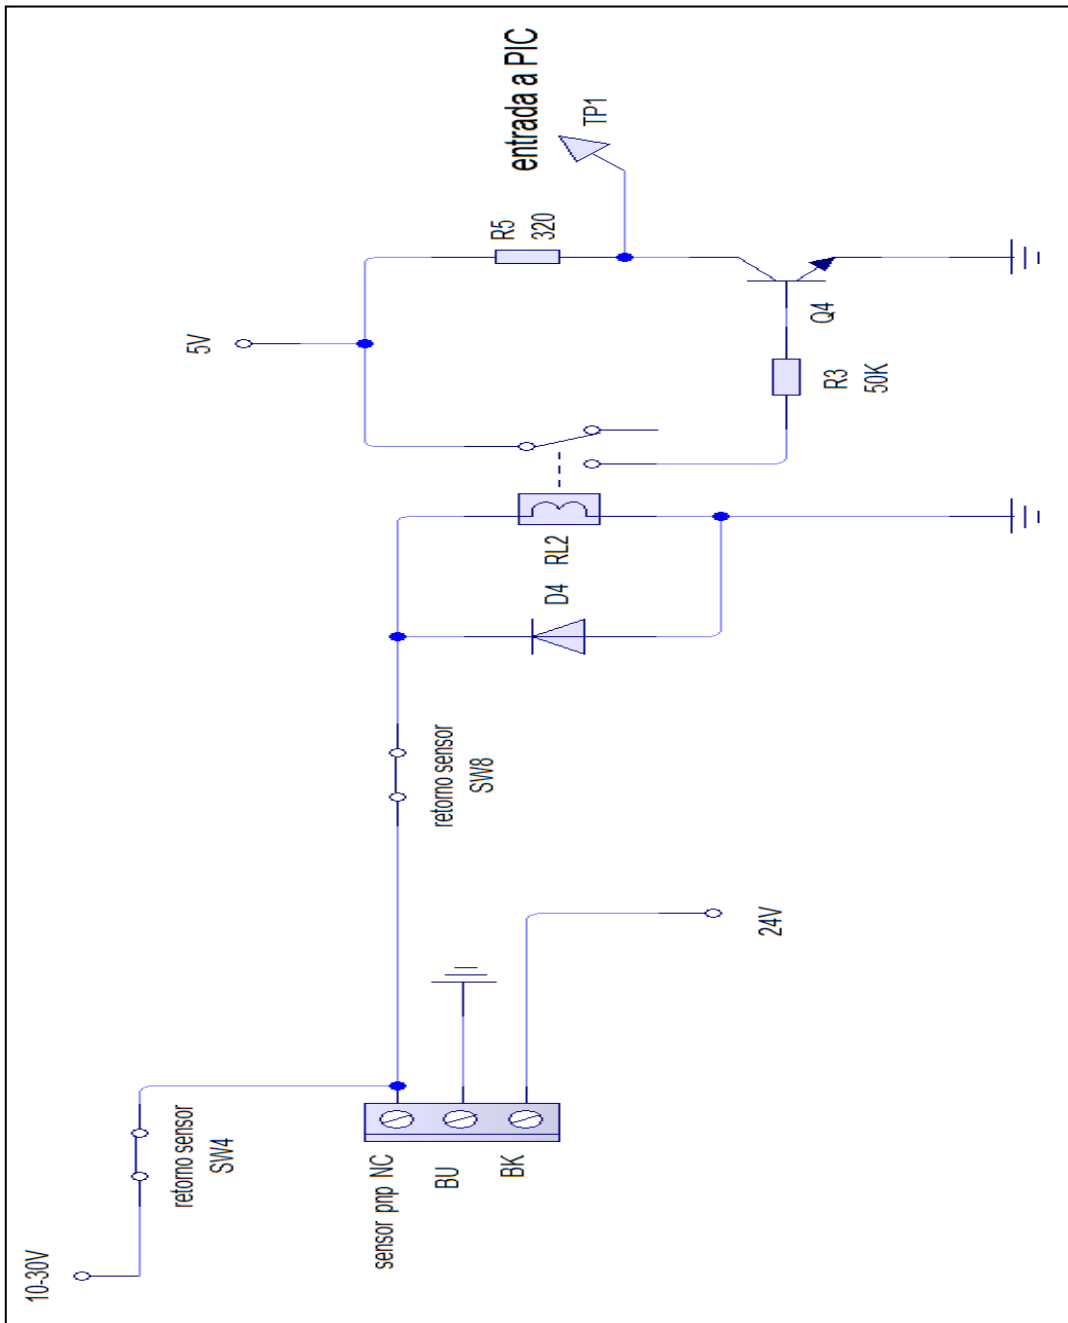 10-30V
retorno sensor
SW4
sensor pnp NC
BU
BK
24V
retorno sensor
SW8
D4
RL2
5V
R3
50K
R5
320
Q4
TP1
entrada a PIC